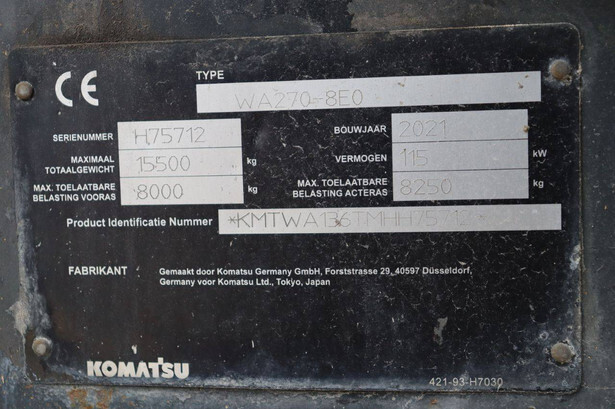 CE
TYPE
WA270-8E0
SERIENUMMER H75712
BOUWJAAR 2021
MAXIMAAL
TOTAALGEWICHT 15500 kg
VERMOGEN 115 kW
MAX. TOELAATBARE
BELASTING VOORAS 8000 kg
MAX. TOELAATBARE
BELASTING ACTERAS 8250 kg
Product Identificatie Nummer *KMTWA136TMHH75712*
FABRIKANT
Gemaakt door Komatsu Germany GmbH, Forststrasse 29, 40597 Düsseldorf,
Germany voor Komatsu Ltd., Tokyo, Japan
KOMATSU
421-93-H7030